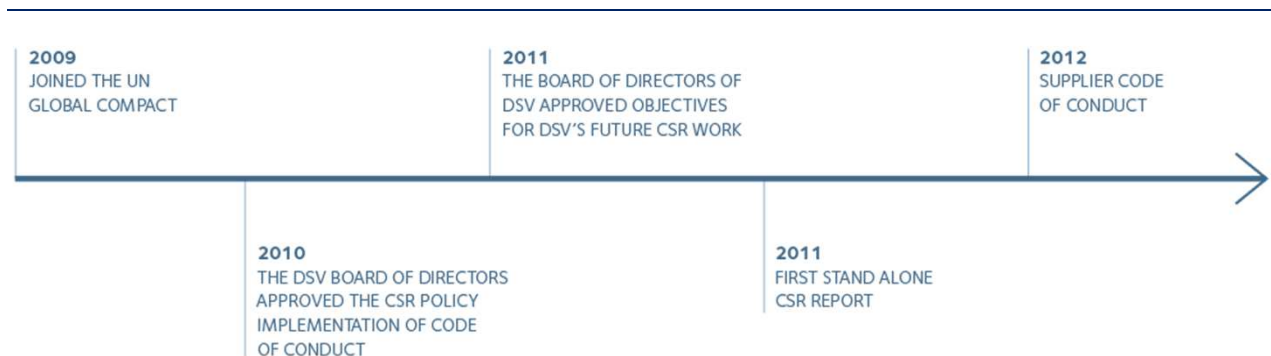 2009
JOINED THE UN
GLOBAL COMPACT
2010
THE DSV BOARD OF DIRECTORS
APPROVED THE CSR POLICY
IMPLEMENTATION OF CODE
OF CONDUCT
2011
THE BOARD OF DIRECTORS OF
DSV APPROVED OBJECTIVES
FOR DSV'S FUTURE CSR WORK
2011
FIRST STAND ALONE
CSR REPORT
2012
SUPPLIER CODE
OF CONDUCT